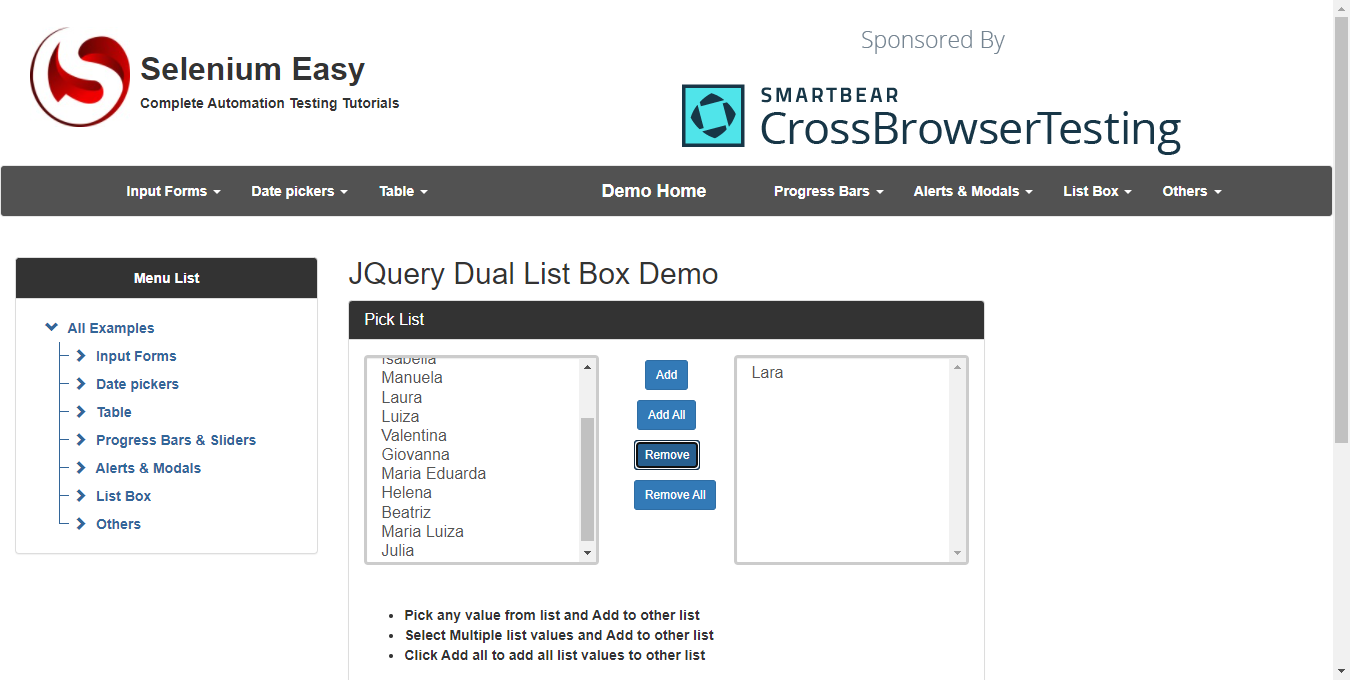 Sponsored By
Selenium Easy
Complete Automation Testing Tutorials
SMARTBEAR
CrossBrowserTesting
Input Forms Date pickers Table Demo Home Progress Bars Alerts & Modals List Box Others
Menu List
All Examples
Input Forms
Date pickers
Table
Progress Bars & Sliders
Alerts & Modals
List Box
Others
JQuery Dual List Box Demo
Pick List
Isabella
Manuela
Laura
Luiza
Valentina
Giovanna
Maria Eduarda
Helena
Beatriz
Maria Luiza
Julia
Add
Add All
Remove
Remove All
Lara
Pick any value from list and Add to other list
Select Multiple list values and Add to other list
Click Add all to add all list values to other list